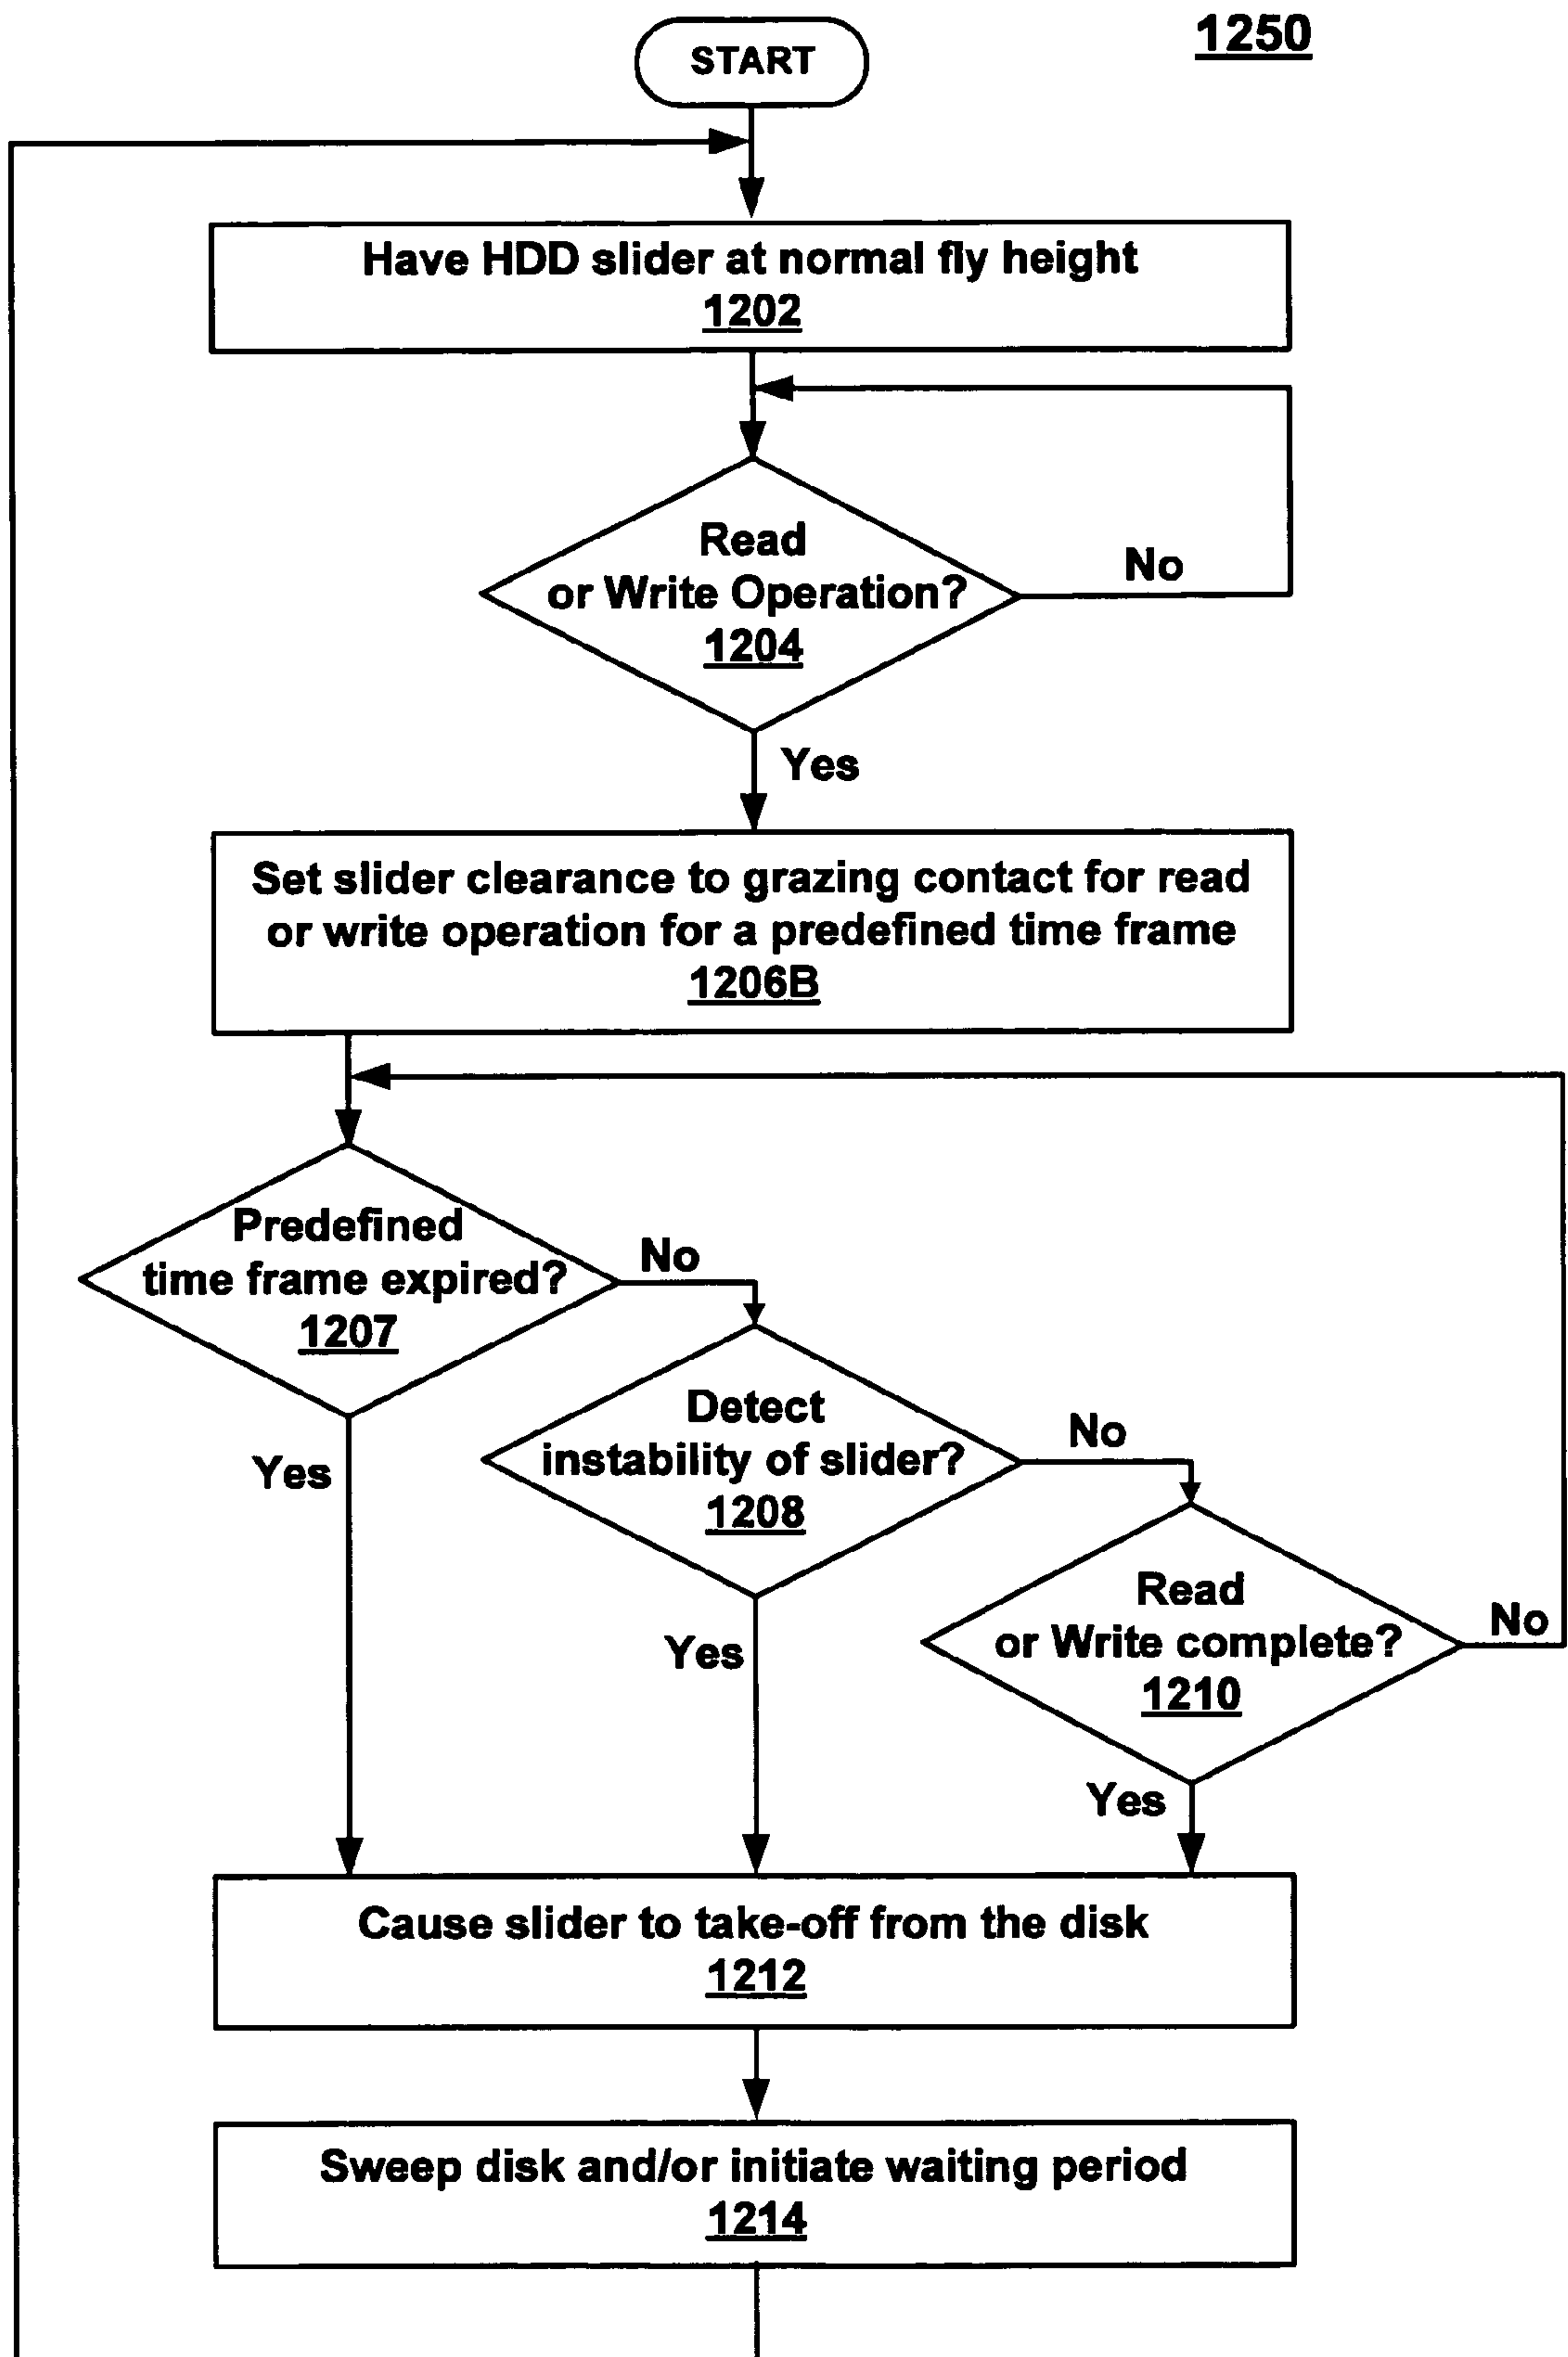 1250
START
Have HDD slider at normal fly height
1202
Read
or Write Operation?
1204
No
Yes
Set slider clearance to grazing contact for read
or write operation for a predefined time frame
1206B
Predefined
time frame expired?
1207
No
Yes
Detect
instability of slider?
1208
No
Yes
Read
or Write complete?
1210
No
Yes
Cause slider to take-off from the disk
1212
Sweep disk and/or initiate waiting period
1214